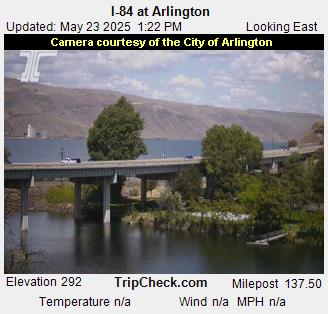 I-84 at Arlington
Updated: May 23 2025 1:22 PM Looking East
Camera courtesy of the City of Arlington
Elevation 292 TripCheck.com Milepost 137.50
Temperature n/a Wind n/a MPH n/a